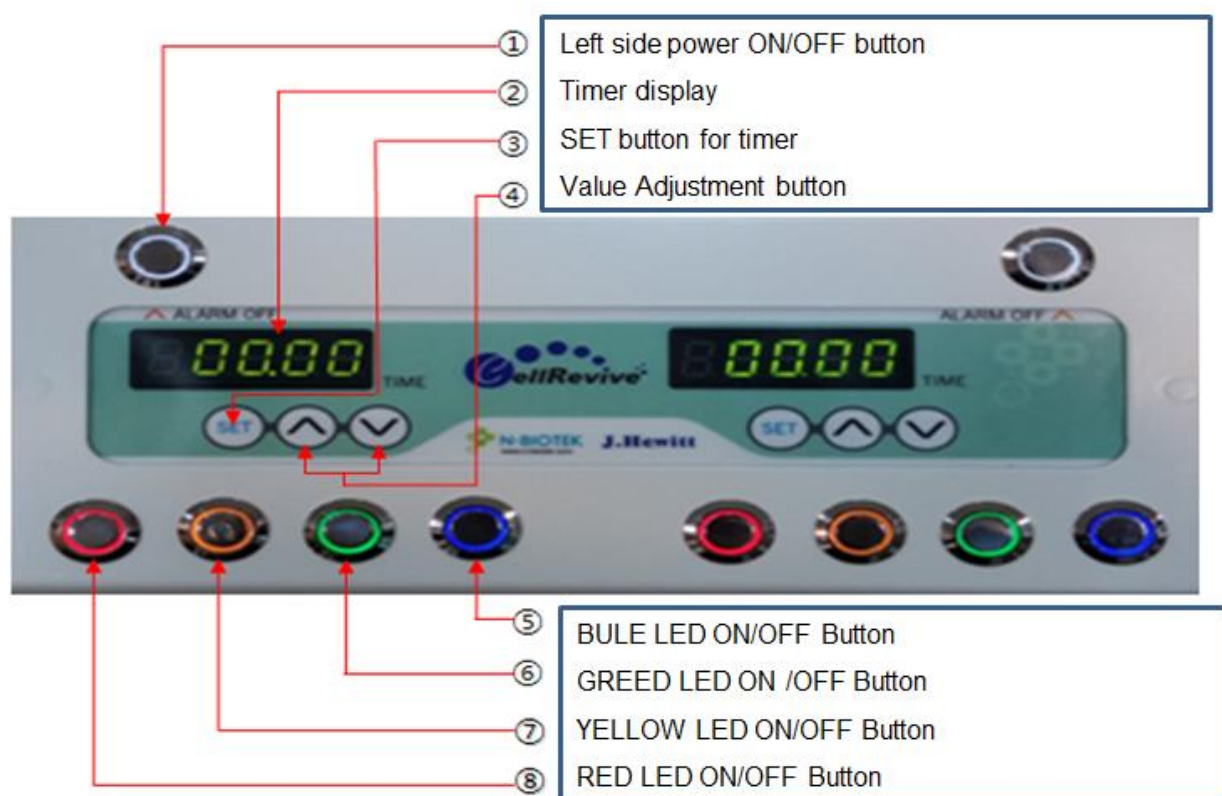 ① Left side power ON/OFF button
② Timer display
③ SET button for timer
④ Value Adjustment button
ALARM OFF
ALARM OFF
00.00
TIME
CellRevive
00.00
TIME
SET
SET
N-BIOTEK
J.Hewitt
⑤ BULE LED ON/OFF Button
⑥ GREED LED ON /OFF Button
⑦ YELLOW LED ON/OFF Button
⑧ RED LED ON/OFF Button